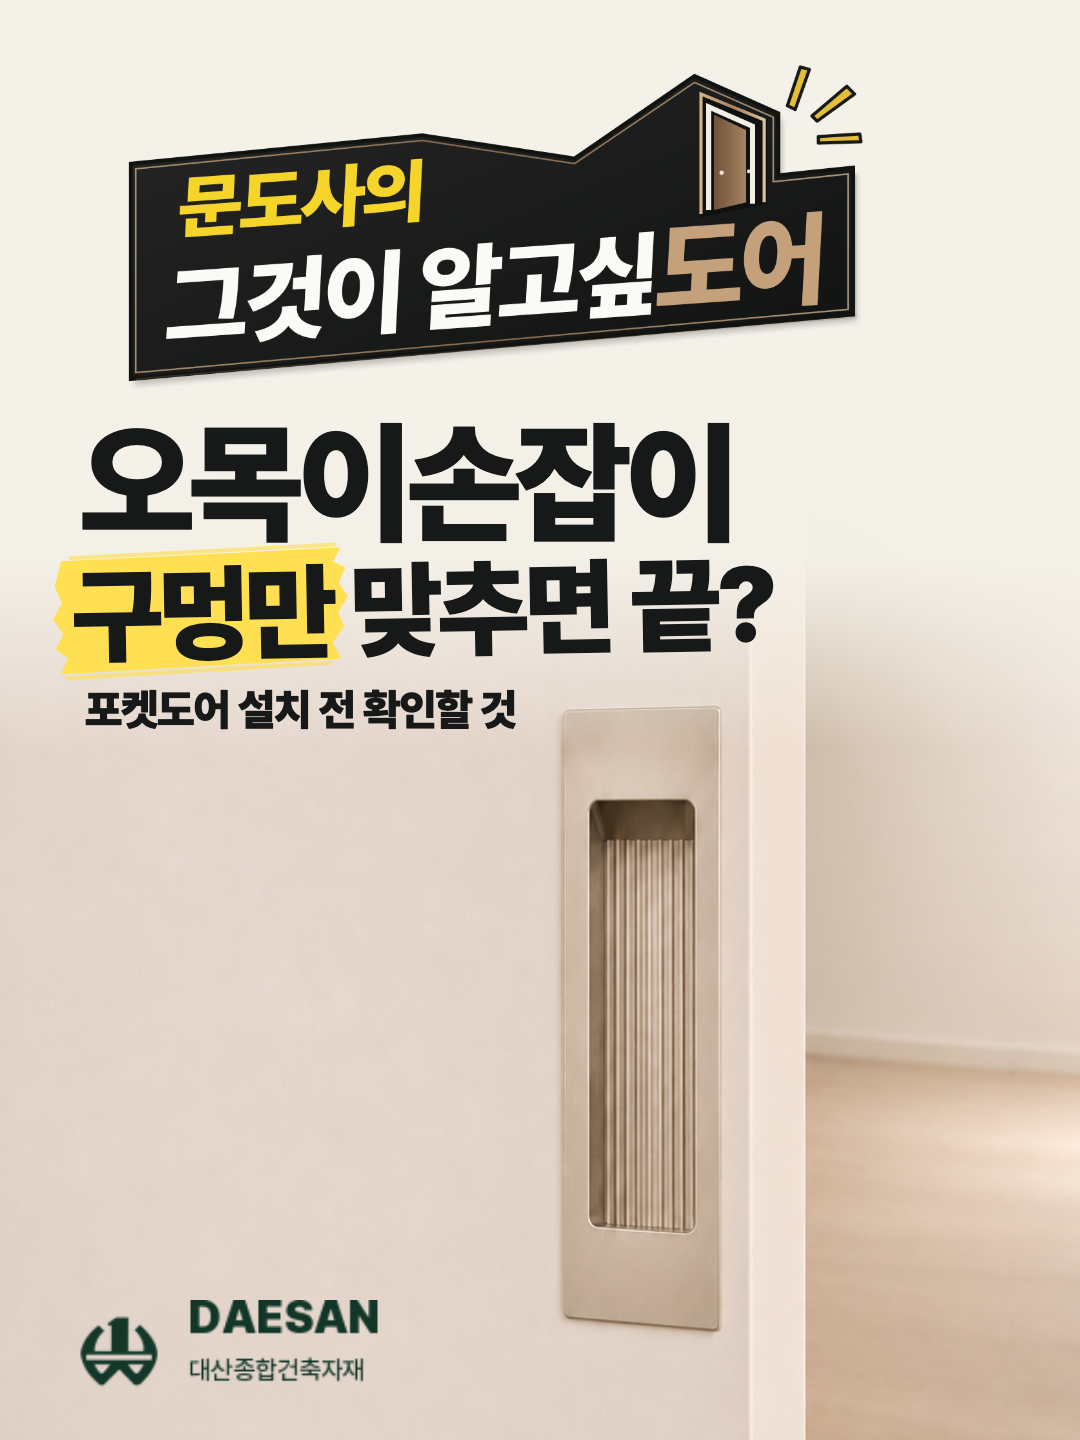 문도사의
그것이 알고싶도어
오목이손잡이
구멍만 맞추면 끝?
포켓도어 설치 전 확인할 것
DAESAN
대산종합건축자재